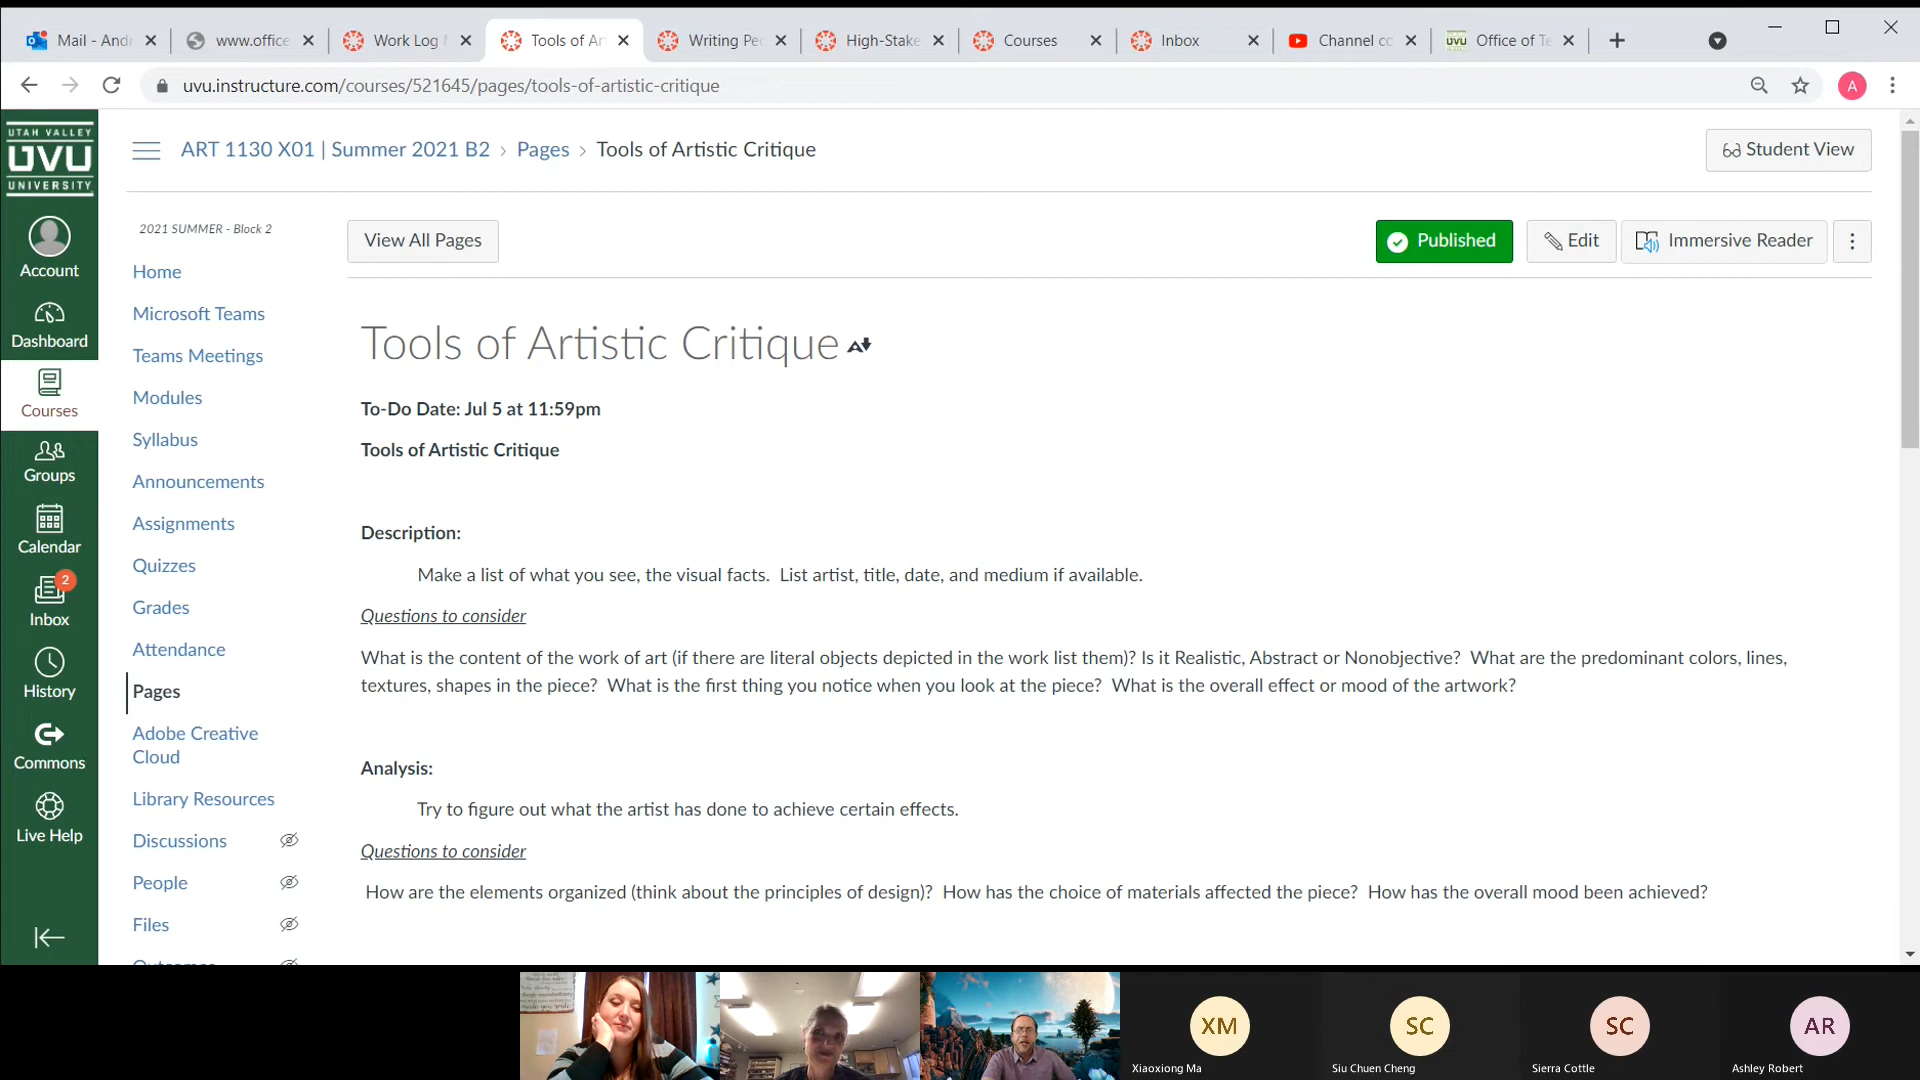 Mail - And
www.office
Work Log
Tools of Ar
Writing Pe
High-Stake
Courses
Inbox
Channel co
Office of Te
uvu.instructure.com/courses/521645/pages/tools-of-artistic-critique
A
UTAH VALLEY
UVU
UNIVERSITY
ART 1130 X01 | Summer 2021 B2 › Pages › Tools of Artistic Critique
Student View
Account
Dashboard
Courses
Groups
Calendar
2
Inbox
History
Commons
Live Help
2021 SUMMER - Block 2
Home
Microsoft Teams
Teams Meetings
Modules
Syllabus
Announcements
Assignments
Quizzes
Grades
Attendance
Pages
Adobe Creative
Cloud
Library Resources
Discussions
People
Files
Outcomes
View All Pages
Published
Edit
Immersive Reader
Tools of Artistic Critique
To-Do Date: Jul 5 at 11:59pm
Tools of Artistic Critique
Description:
Make a list of what you see, the visual facts.  List artist, title, date, and medium if available.
Questions to consider
What is the content of the work of art (if there are literal objects depicted in the work list them)? Is it Realistic, Abstract or Nonobjective?  What are the predominant colors, lines,
textures, shapes in the piece?  What is the first thing you notice when you look at the piece?  What is the overall effect or mood of the artwork?
Analysis:
Try to figure out what the artist has done to achieve certain effects.
Questions to consider
How are the elements organized (think about the principles of design)?  How has the choice of materials affected the piece?  How has the overall mood been achieved?
XM
Xiaoxiong Ma
SC
Siu Chuen Cheng
SC
Sierra Cottle
AR
Ashley Robert